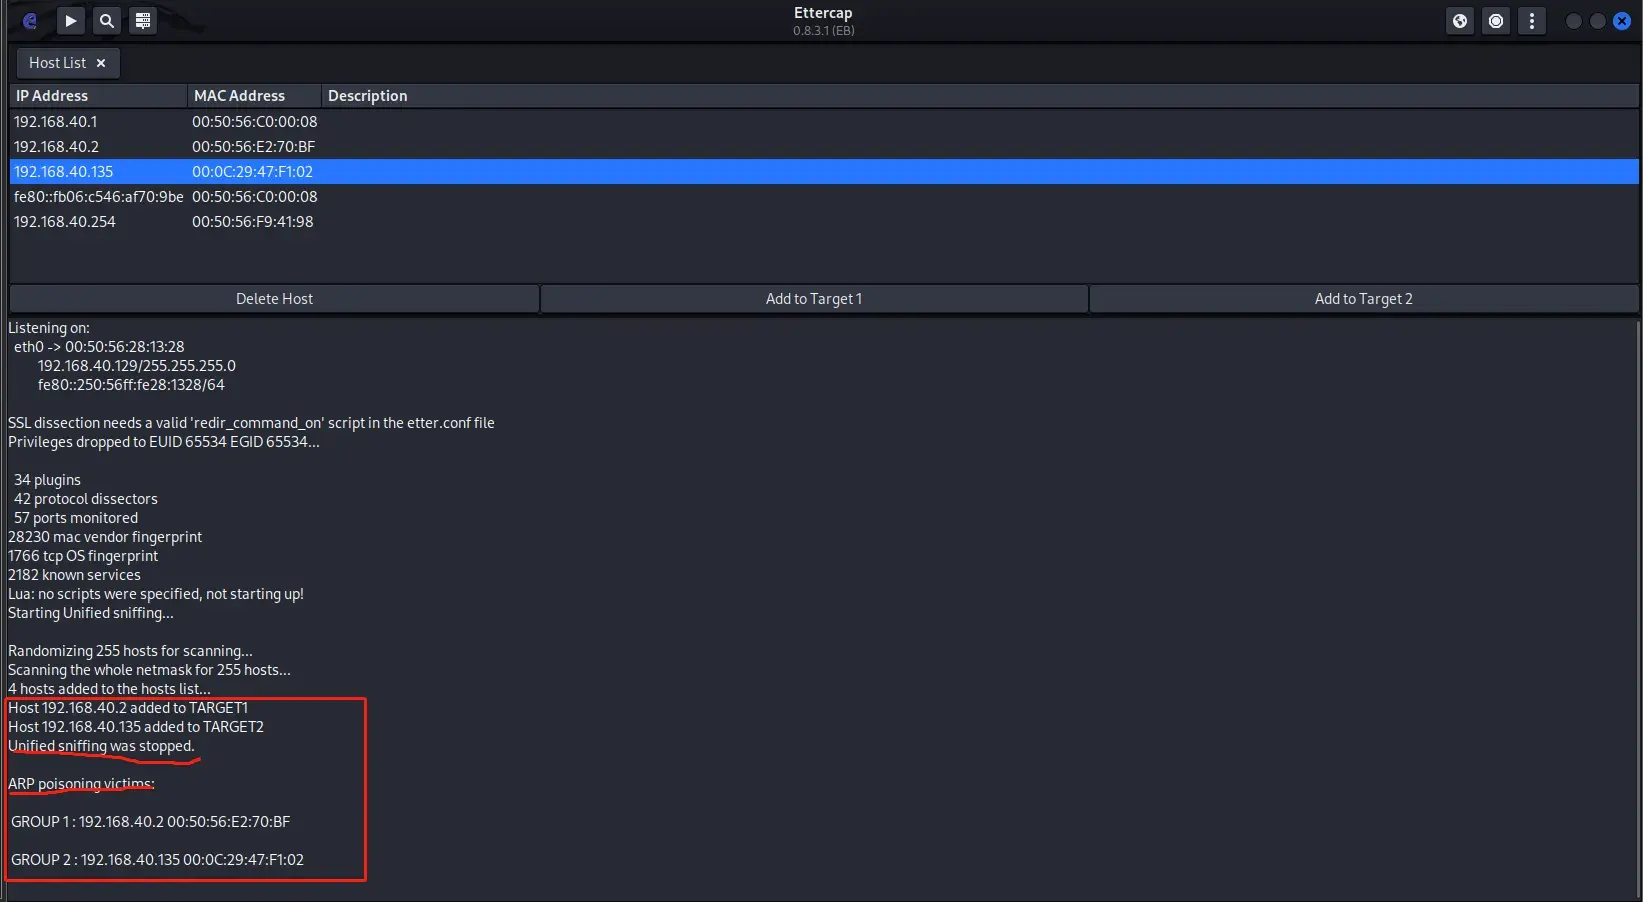 Ettercap
0.8.3.1 (EB)
Host List ×
IP Address MAC Address Description
192.168.40.1 00:50:56:C0:00:08
192.168.40.2 00:50:56:E2:70:BF
192.168.40.135 00:0C:29:47:F1:02
fe80::fb06:c546:af70:9be 00:50:56:C0:00:08
192.168.40.254 00:50:56:F9:41:98
Delete Host Add to Target 1 Add to Target 2
Listening on:
eth0 -> 00:50:56:28:13:28
192.168.40.129/255.255.255.0
fe80::250:56ff:fe28:1328/64
SSL dissection needs a valid 'redir_command_on' script in the etter.conf file
Privileges dropped to EUID 65534 EGID 65534...
34 plugins
42 protocol dissectors
57 ports monitored
28230 mac vendor fingerprint
1766 tcp OS fingerprint
2182 known services
Lua: no scripts were specified, not starting up!
Starting Unified sniffing...
Randomizing 255 hosts for scanning...
Scanning the whole netmask for 255 hosts...
4 hosts added to the hosts list...
Host 192.168.40.2 added to TARGET1
Host 192.168.40.135 added to TARGET2
Unified sniffing was stopped.
ARP poisoning victims:
GROUP 1 : 192.168.40.2 00:50:56:E2:70:BF
GROUP 2 : 192.168.40.135 00:0C:29:47:F1:02